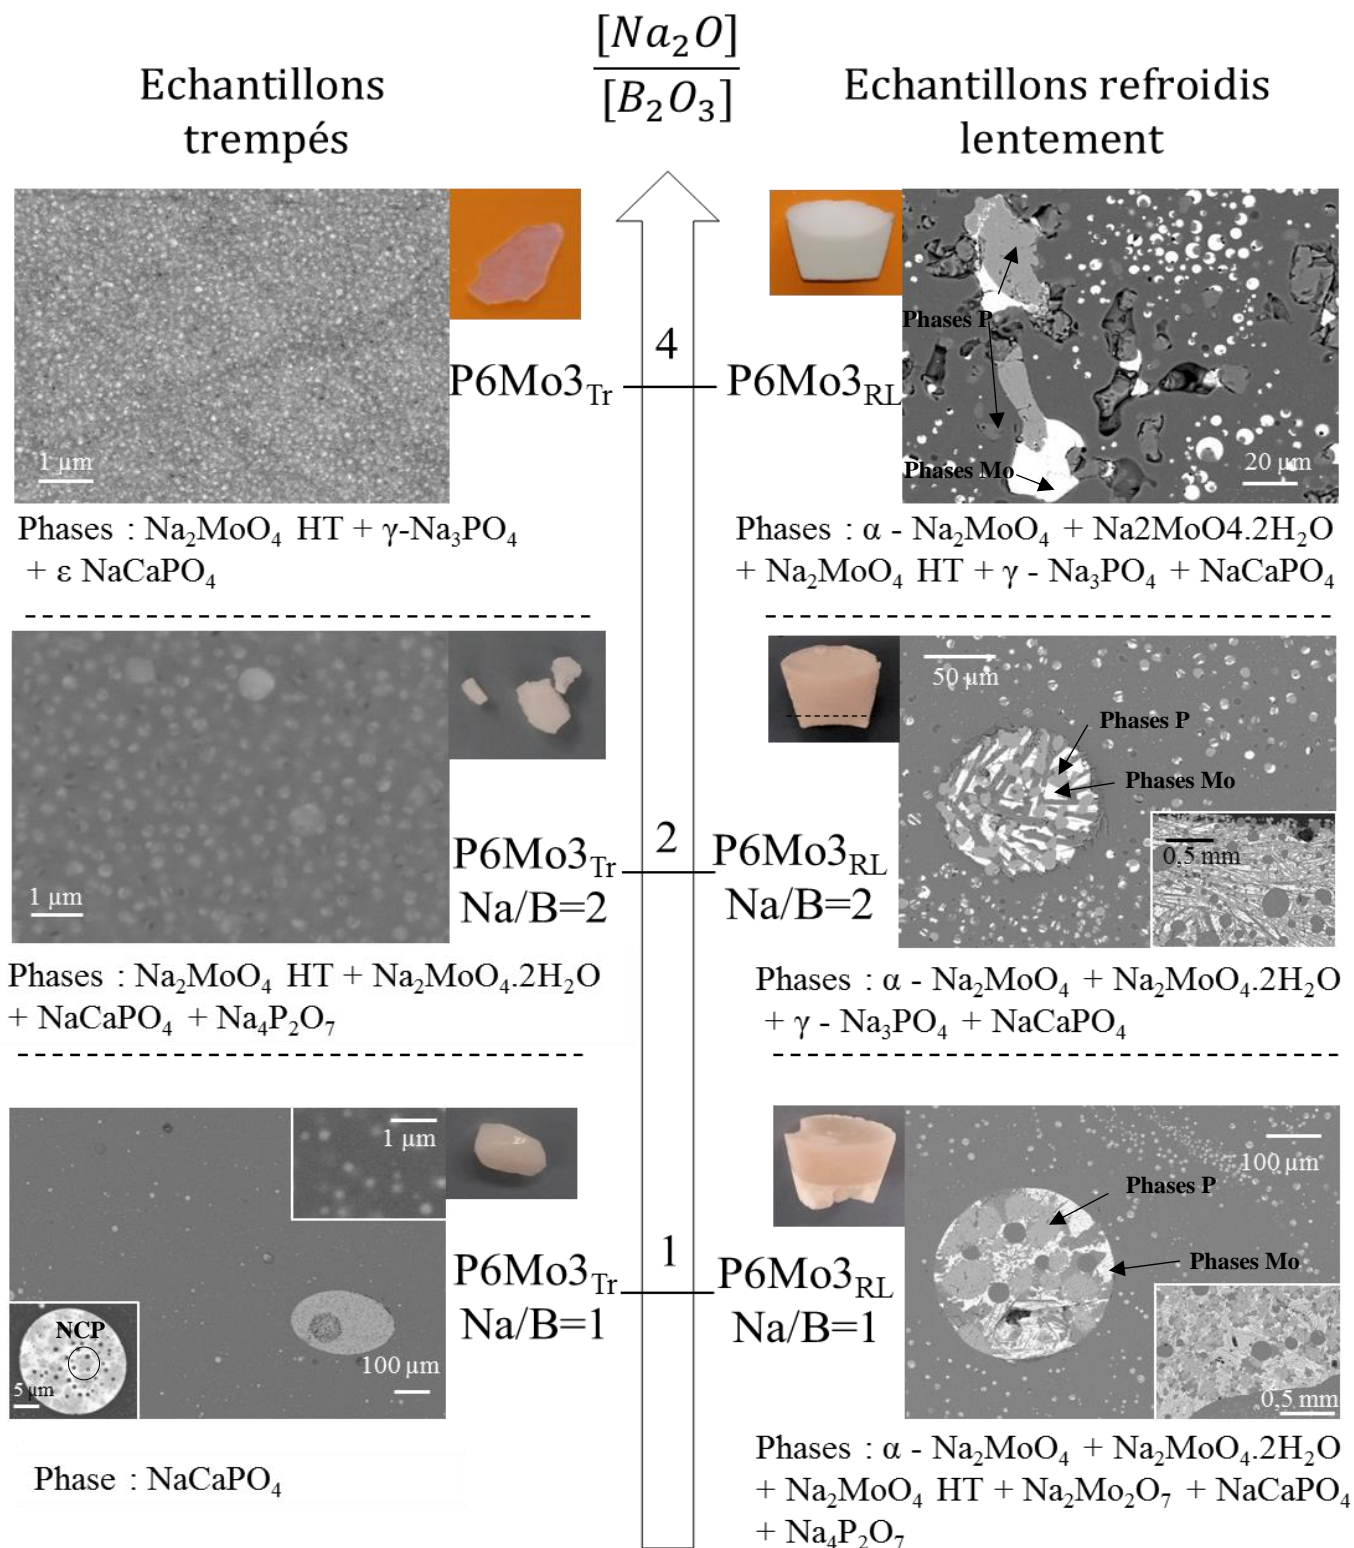 [Na₂O]
[B₂O₃]
Echantillons
trempés
Echantillons refroidis
lentement
1 µm
4
P6Mo3Tr
P6Mo3RL
Phases P
Phases Mo
20 µm
Phases : Na₂MoO₄ HT + γ-Na₃PO₄
+ ε NaCaPO₄
Phases : α - Na₂MoO₄ + Na2MoO4.2H₂O
+ Na₂MoO₄ HT + γ - Na₃PO₄ + NaCaPO₄
1 µm
2
P6Mo3Tr
Na/B=2
P6Mo3RL
Na/B=2
50 µm
Phases P
Phases Mo
0,5 mm
Phases : Na₂MoO₄ HT + Na₂MoO₄.2H₂O
+ NaCaPO₄ + Na₄P₂O₇
Phases : α - Na₂MoO₄ + Na₂MoO₄.2H₂O
+ γ - Na₃PO₄ + NaCaPO₄
1 µm
NCP
5 µm
100 µm
1
P6Mo3Tr
Na/B=1
P6Mo3RL
Na/B=1
100 µm
Phases P
Phases Mo
0,5 mm
Phase : NaCaPO₄
Phases : α - Na₂MoO₄ + Na₂MoO₄.2H₂O
+ Na₂MoO₄ HT + Na₂Mo₂O₇ + NaCaPO₄
+ Na₄P₂O₇